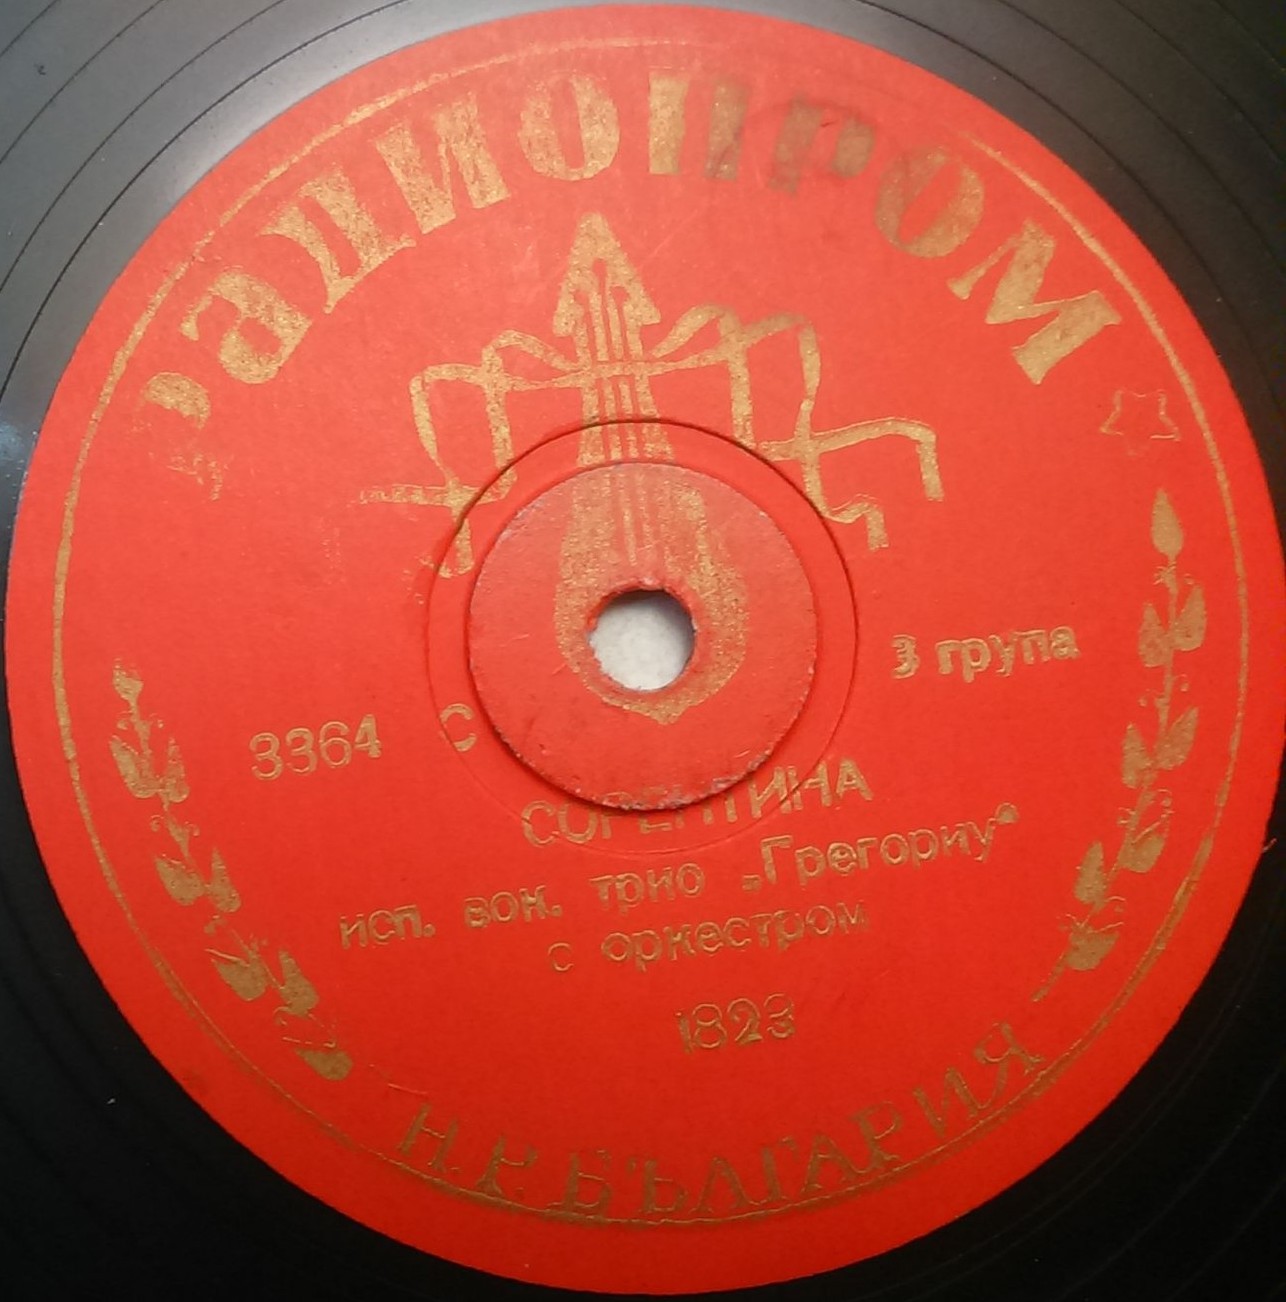 РАДИОПРОМ
3 група
3364 С
СОРЕНТИНА
исп. вок. трио „Грегориу“
с оркестром
1823
Н.Р.БЪЛГАРИЯ